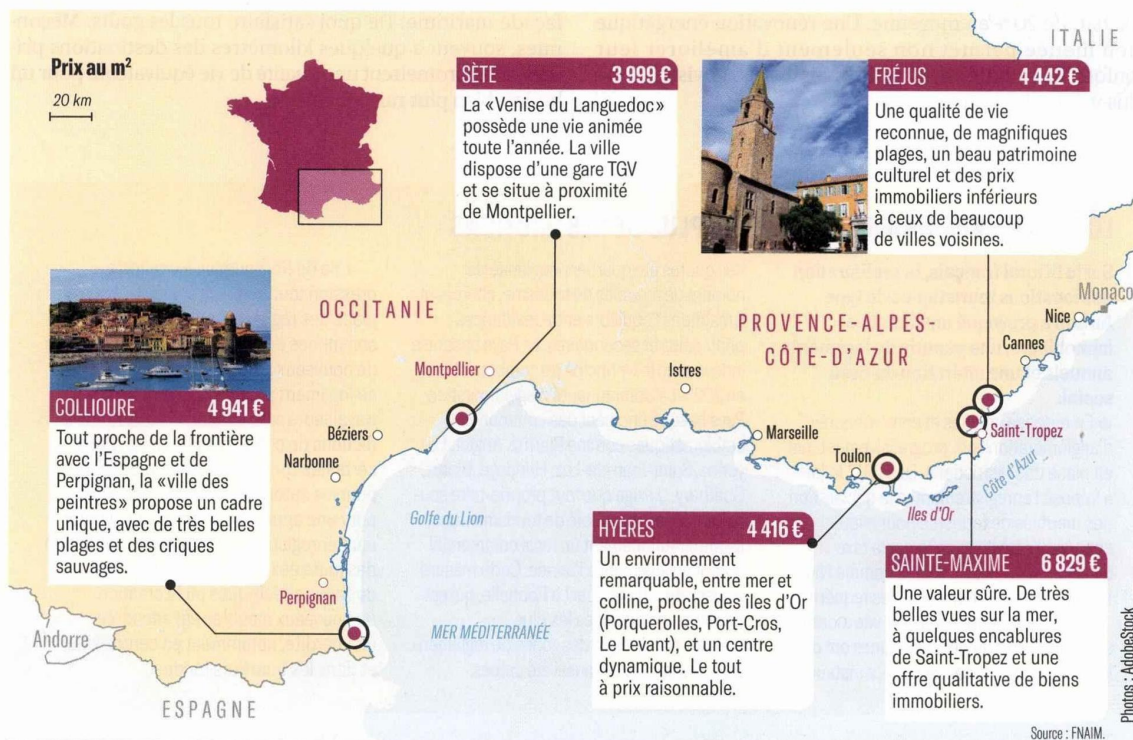 Prix au m²
20 km
SÈTE 3 999 €
La «Venise du Languedoc»
possède une vie animée
toute l'année. La ville
dispose d'une gare TGV
et se situe à proximité
de Montpellier.
FRÉJUS 4 442 €
Une qualité de vie
reconnue, de magnifiques
plages, un beau patrimoine
culturel et des prix
immobiliers inférieurs
à ceux de beaucoup
de villes voisines.
ITALIE
COLLIOURE 4 941 €
Tout proche de la frontière
avec l'Espagne et de
Perpignan, la «ville des
peintres» propose un cadre
unique, avec de très belles
plages et des criques
sauvages.
OCCITANIE
Montpellier
Béziers
Narbonne
Perpignan
Andorre
ESPAGNE
Golfe du Lion
MER MÉDITERRANÉE
PROVENCE-ALPES-
CÔTE-D'AZUR
Istres
Marseille
Toulon
Monaco
Nice
Cannes
Saint-Tropez
Côte d'Azur
Iles d'Or
HYÈRES 4 416 €
Un environnement
remarquable, entre mer et
colline, proche des îles d'Or
(Porquerolles, Port-Cros,
Le Levant), et un centre
dynamique. Le tout
à prix raisonnable.
SAINTE-MAXIME 6 829 €
Une valeur sûre. De très
belles vues sur la mer,
à quelques encablures
de Saint-Tropez et une
offre qualitative de biens
immobiliers.
Source : FNAIM.
Photos : AdobeStock